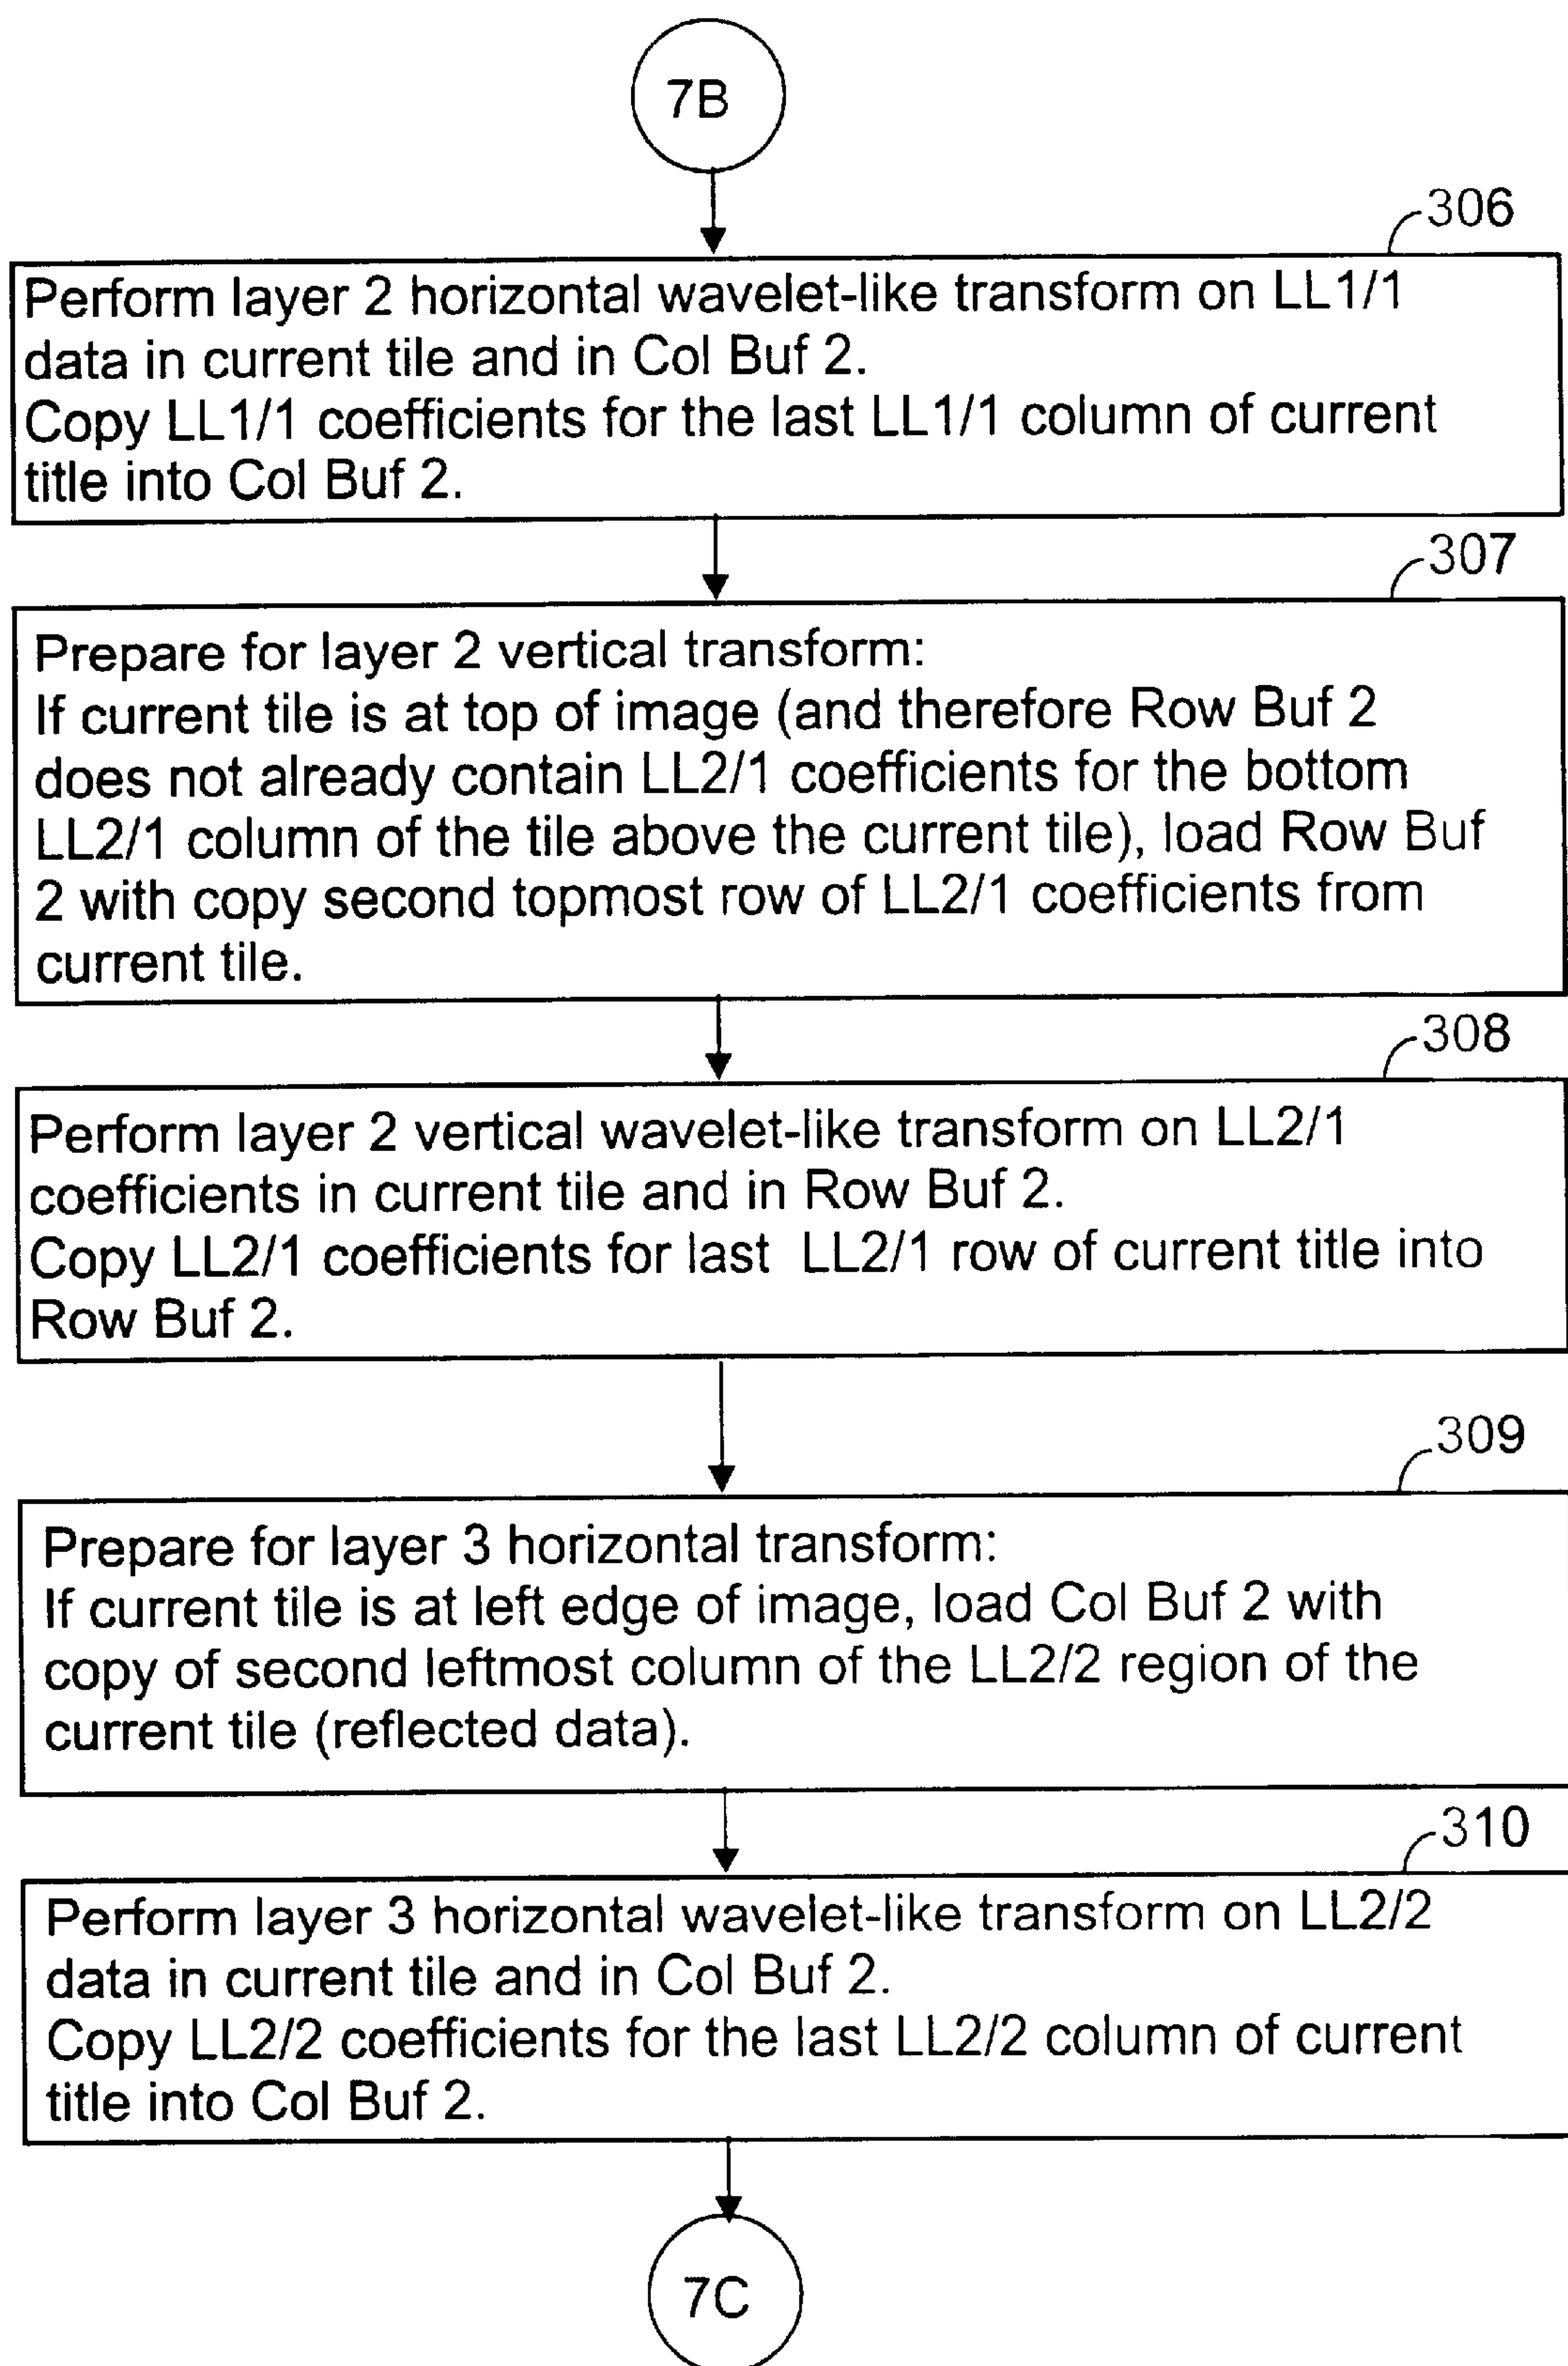 7B
306
Perform layer 2 horizontal wavelet-like transform on LL1/1
data in current tile and in Col Buf 2.
Copy LL1/1 coefficients for the last LL1/1 column of current
title into Col Buf 2.
307
Prepare for layer 2 vertical transform:
If current tile is at top of image (and therefore Row Buf 2
does not already contain LL2/1 coefficients for the bottom
LL2/1 column of the tile above the current tile), load Row Buf
2 with copy second topmost row of LL2/1 coefficients from
current tile.
308
Perform layer 2 vertical wavelet-like transform on LL2/1
coefficients in current tile and in Row Buf 2.
Copy LL2/1 coefficients for last LL2/1 row of current title into
Row Buf 2.
309
Prepare for layer 3 horizontal transform:
If current tile is at left edge of image, load Col Buf 2 with
copy of second leftmost column of the LL2/2 region of the
current tile (reflected data).
310
Perform layer 3 horizontal wavelet-like transform on LL2/2
data in current tile and in Col Buf 2.
Copy LL2/2 coefficients for the last LL2/2 column of current
title into Col Buf 2.
7C